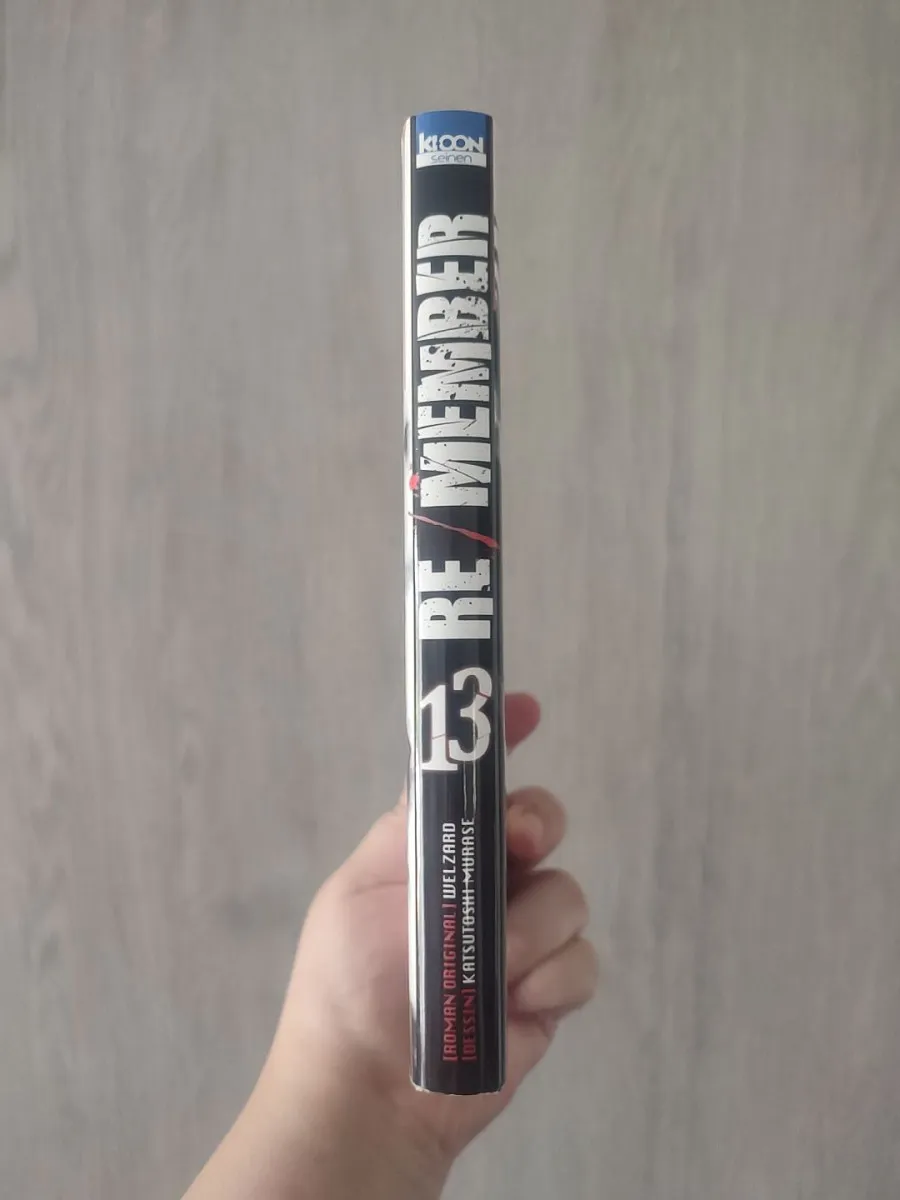 KI-OON
seinen
RE/MEMBER
13
[ROMAN ORIGINAL] WELZARD
[DESSIN] KATSUTOSHI MURASE